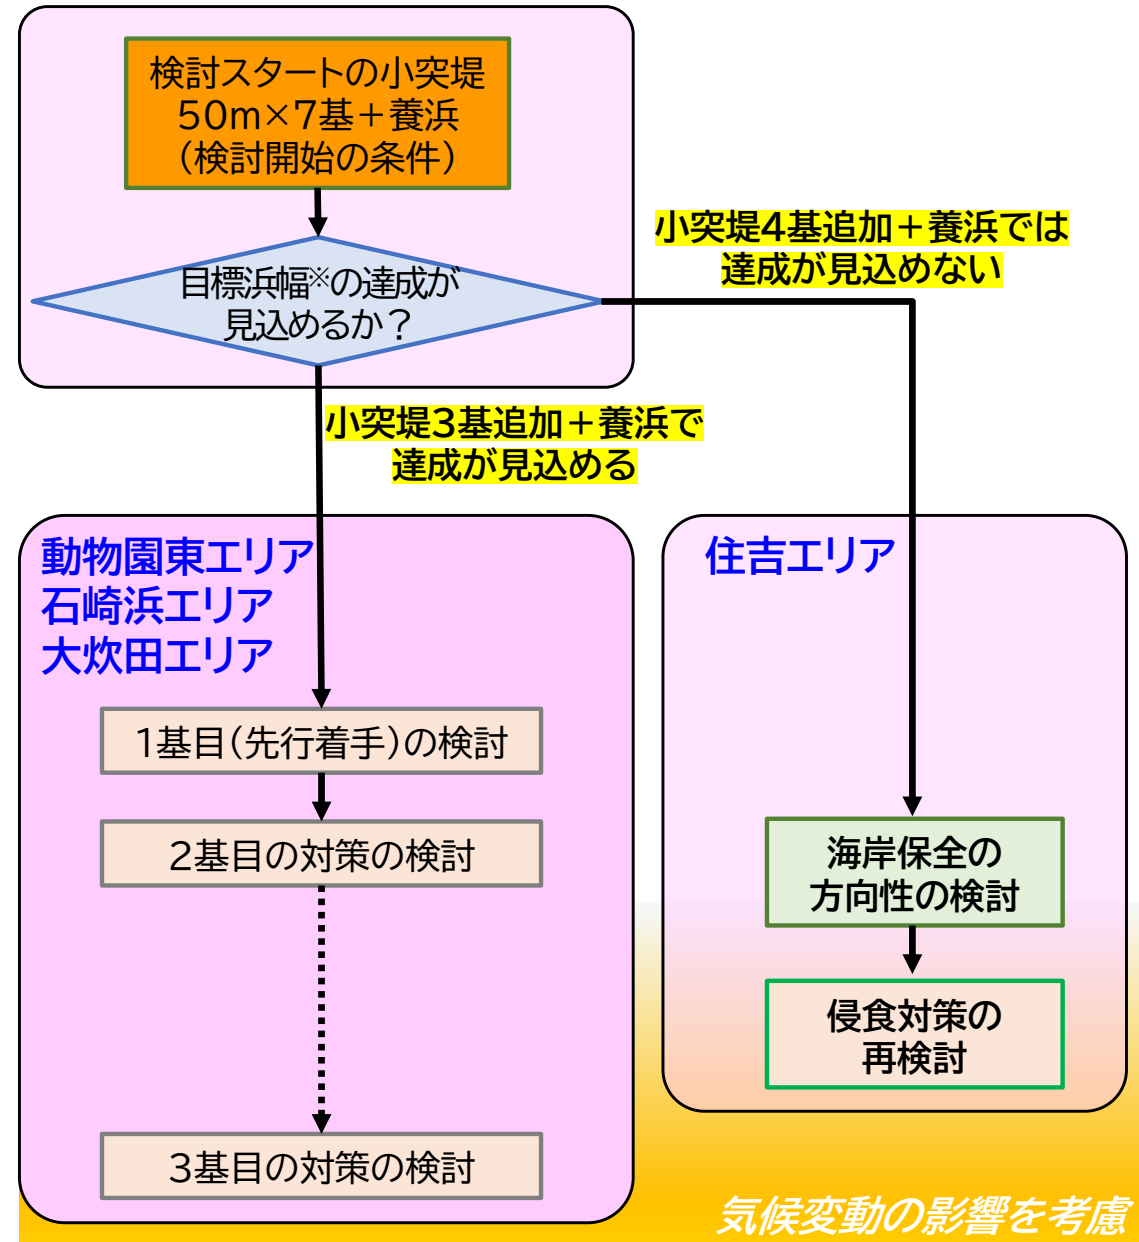 検討スタートの小突堤
50m×7基＋養浜
（検討開始の条件）
目標浜幅※の達成が
見込めるか？
小突堤4基追加＋養浜では
達成が見込めない
小突堤3基追加＋養浜で
達成が見込める
動物園東エリア
石崎浜エリア
大炊田エリア
1基目（先行着手）の検討
2基目の対策の検討
3基目の対策の検討
住吉エリア
海岸保全の
方向性の検討
侵食対策の
再検討
気候変動の影響を考慮